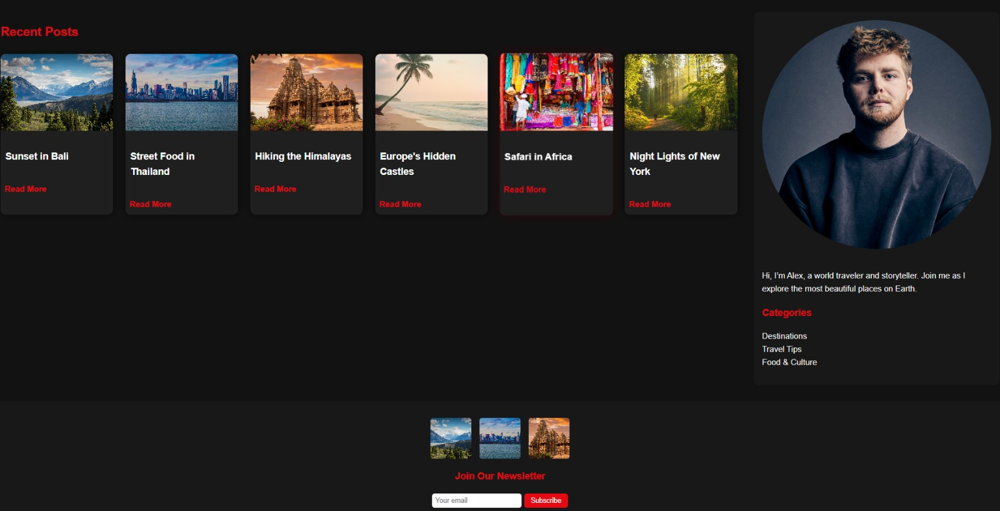 Recent Posts
Sunset in Bali
Read More
Street Food in
Thailand
Read More
Hiking the Himalayas
Read More
Europe's Hidden
Castles
Read More
Safari in Africa
Read More
Night Lights of New
York
Read More
Hi, I’m Alex, a world traveler and storyteller. Join me as I
explore the most beautiful places on Earth.
Categories
Destinations
Travel Tips
Food & Culture
Join Our Newsletter
Your email
Subscribe